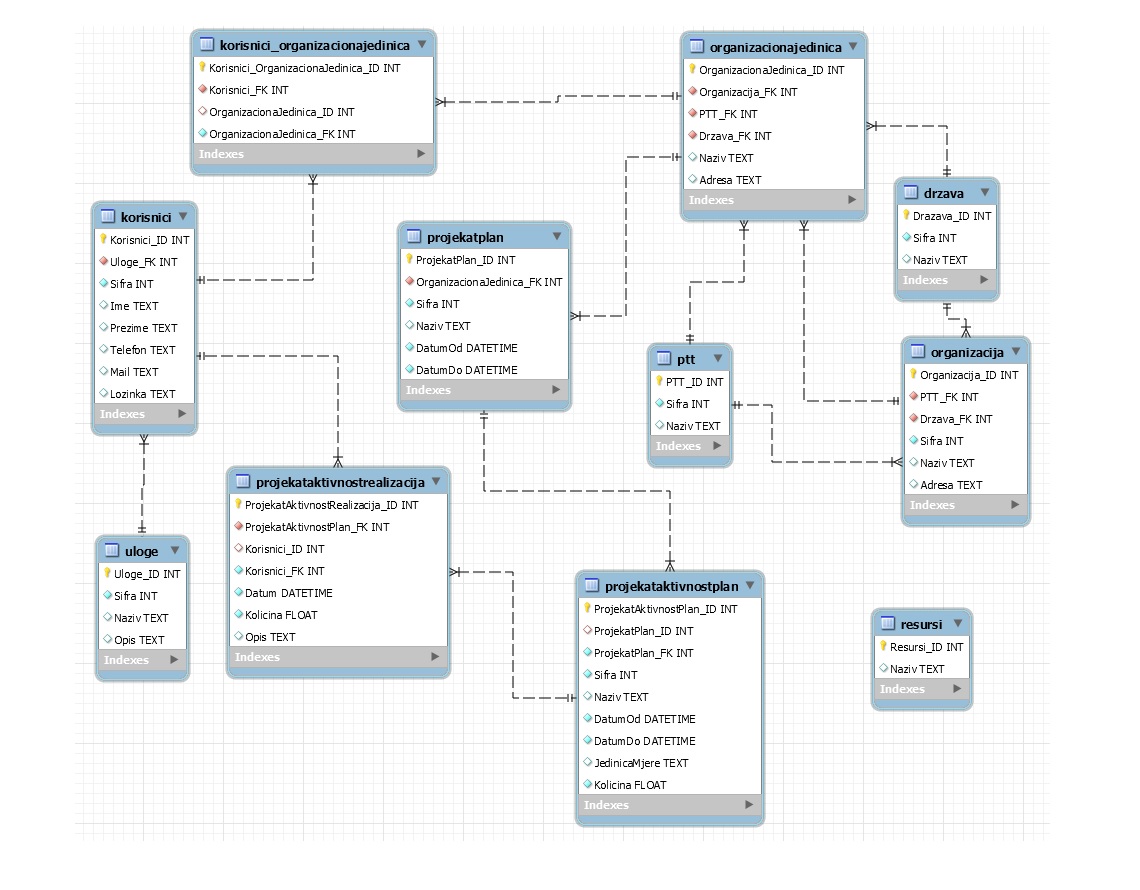 korisnici_organizacionajedinica
Korisnici_OrganizacionaJedinica_ID INT
Korisnici_FK INT
OrganizacionaJedinica_ID INT
OrganizacionaJedinica_FK INT
Indexes
organizacionajedinica
OrganizacionaJedinica_ID INT
Organizacija_FK INT
PTT_FK INT
Drzava_FK INT
Naziv TEXT
Adresa TEXT
Indexes
drzava
Drazava_ID INT
Sifra INT
Naziv TEXT
Indexes
korisnici
Korisnici_ID INT
Uloge_FK INT
Sifra INT
Ime TEXT
Prezime TEXT
Telefon TEXT
Mail TEXT
Lozinka TEXT
Indexes
projekatplan
ProjekatPlan_ID INT
OrganizacionaJedinica_FK INT
Sifra INT
Naziv TEXT
DatumOd DATETIME
DatumDo DATETIME
Indexes
ptt
PTT_ID INT
Sifra INT
Naziv TEXT
Indexes
organizacija
Organizacija_ID INT
PTT_FK INT
Drzava_FK INT
Sifra INT
Naziv TEXT
Adresa TEXT
Indexes
projekataktivnostrealizacija
ProjekatAktivnostRealizacija_ID INT
ProjekatAktivnostPlan_FK INT
Korisnici_ID INT
Korisnici_FK INT
Datum DATETIME
Kolicina FLOAT
Opis TEXT
Indexes
uloge
Uloge_ID INT
Sifra INT
Naziv TEXT
Opis TEXT
Indexes
projekataktivnostplan
ProjekatAktivnostPlan_ID INT
ProjekatPlan_ID INT
ProjekatPlan_FK INT
Sifra INT
Naziv TEXT
DatumOd DATETIME
DatumDo DATETIME
JedinicaMjere TEXT
Kolicina FLOAT
Indexes
resursi
Resursi_ID INT
Naziv TEXT
Indexes